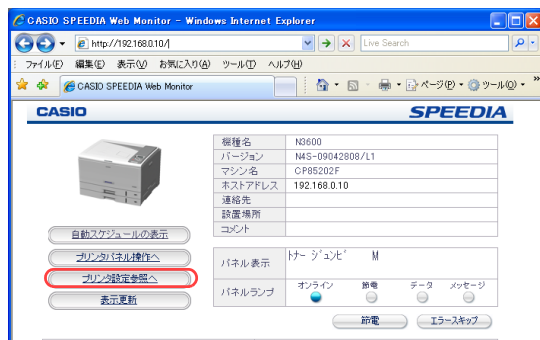 CASIO SPEEDIA Web Monitor - Windows Internet Explorer
http://192.168.0.10/
Live Search
ファイル(F) 編集(E) 表示(V) お気に入り(A) ツール(T) ヘルプ(H)
CASIO SPEEDIA Web Monitor
ページ(P) ツール(O) »
CASIO SPEEDIA
機種名 N3600
バージョン N4S-09042808/L1
マシン名 CP85202F
ホストアドレス 192.168.0.10
連絡先
設置場所
コメント
自動スケジュールの表示
プリンタパネル操作へ
プリンタ設定参照へ
表示更新
パネル表示 トナー ジュンビ M
パネルランプ オンライン 節電 データ メッセージ
節電 エラースキップ